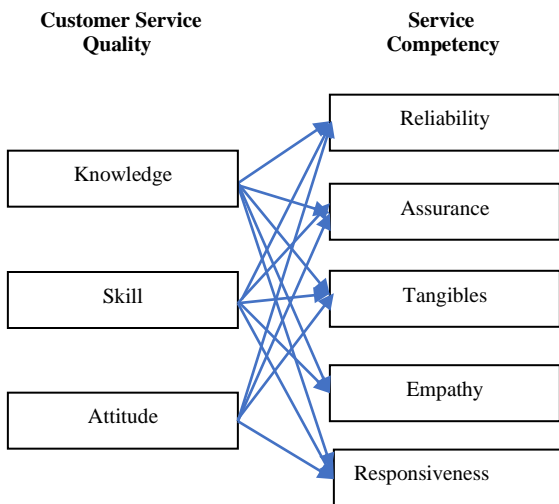 Customer Service
Quality
Service
Competency
Knowledge
Skill
Attitude
Reliability
Assurance
Tangibles
Empathy
Responsiveness